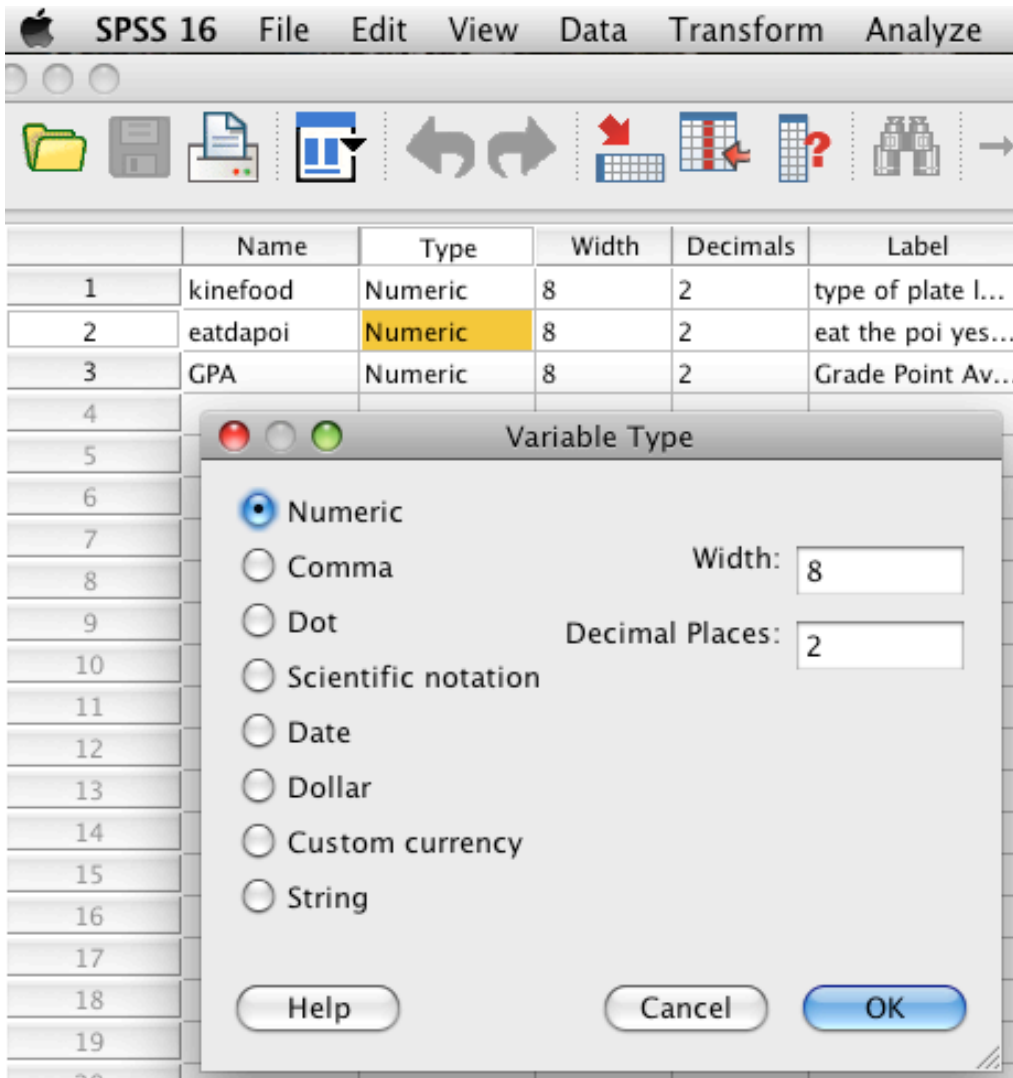 SPSS 16 File Edit View Data Transform Analyze
?
Name Type Width Decimals Label
1 kinefood Numeric 8 2 type of plate l...
2 eatdapoi Numeric 8 2 eat the poi yes...
3 GPA Numeric 8 2 Grade Point Av...
4
Variable Type
5
6
Numeric
7
Width: 8
8
Comma
9
Dot
Decimal Places: 2
10
Scientific notation
11
12
Date
13
Dollar
14
Custom currency
15
String
16
17
18
Help Cancel OK
19